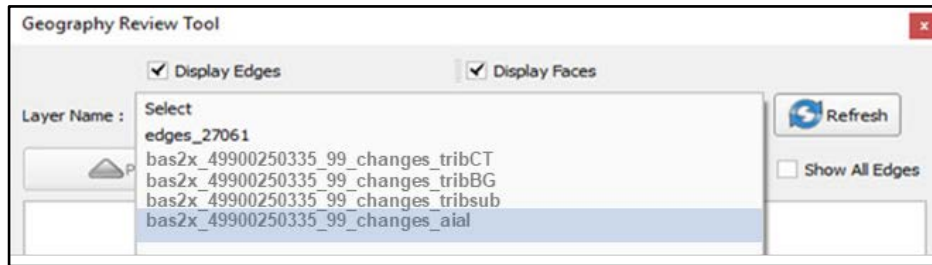 Geography Review Tool
Display Edges Display Faces
Layer Name : Select Refresh
edges_27061
bas2x_49900250335_99_changes_tribCT
bas2x_49900250335_99_changes_tribBG
Show All Edges
bas2x_49900250335_99_changes_tribsub
bas2x_49900250335_99_changes_aial